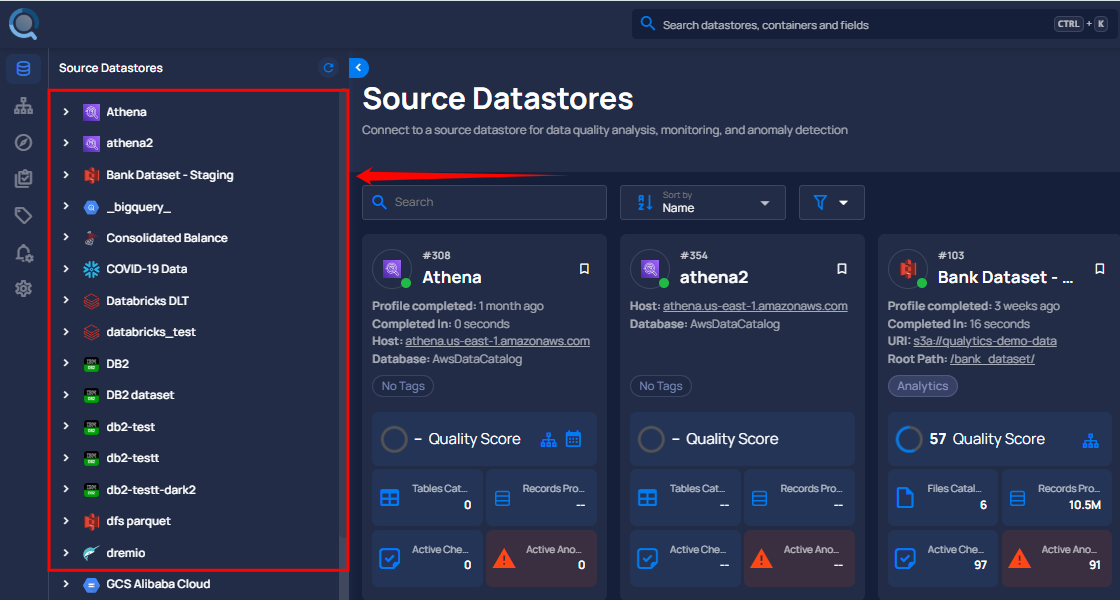 Search datastores, containers and fields
CTRL + K
Source Datastores
Athena
athena2
Bank Dataset - Staging
_bigquery_
Consolidated Balance
COVID-19 Data
Databricks DLT
databricks_test
DB2
DB2 dataset
db2-test
db2-testt
db2-testt-dark2
dfs parquet
dremio
GCS Alibaba Cloud
Source Datastores
Connect to a source datastore for data quality analysis, monitoring, and anomaly detection
Search
Sort by
Name
#308
Athena
Profile completed: 1 month ago
Completed In: 0 seconds
Host: athena.us-east-1.amazonaws.com
Database: AwsDataCatalog
No Tags
– Quality Score
Tables Cat...
0
Records Pro...
--
Active Che...
0
Active Ano...
0
#354
athena2
Host: athena.us-east-1.amazonaws.com
Database: AwsDataCatalog
No Tags
– Quality Score
Tables Cat...
--
Records Pro...
--
Active Che...
--
Active Ano...
--
#103
Bank Dataset - ...
Profile completed: 3 weeks ago
Completed In: 16 seconds
URI: s3a://qualytics-demo-data
Root Path: /bank_dataset/
Analytics
57 Quality Score
Files Catal...
6
Records Pro...
10.5M
Active Che...
97
Active Ano...
91